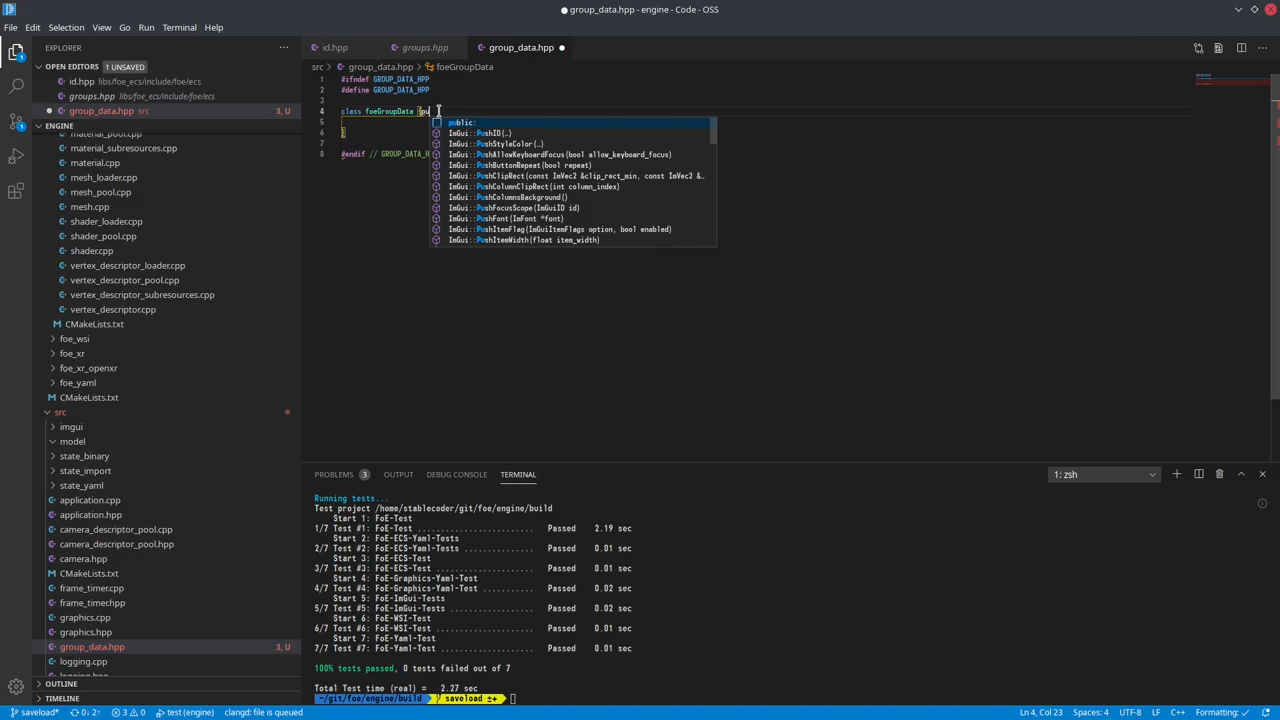 group_data.hpp - engine - Code - OSS
File Edit Selection View Go Run Terminal Help
EXPLORER
OPEN EDITORS 1 UNSAVED
id.hpp libs/foe_ecs/include/foe/ecs
groups.hpp libs/foe_ecs/include/foe/ecs
group_data.hpp src 3, U
ENGINE
material_pool.cpp
material_subresources.cpp
material.cpp
mesh_loader.cpp
mesh_pool.cpp
mesh.cpp
shader_loader.cpp
shader_pool.cpp
shader.cpp
vertex_descriptor_loader.cpp
vertex_descriptor_pool.cpp
vertex_descriptor_subresources.cpp
vertex_descriptor.cpp
CMakeLists.txt
foe_wsi
foe_xr
foe_xr_openxr
foe_yaml
CMakeLists.txt
src
imgui
model
state_binary
state_import
state_yaml
application.cpp
application.hpp
camera_descriptor_pool.cpp
camera_descriptor_pool.hpp
camera.hpp
CMakeLists.txt
frame_timer.cpp
frame_timer.hpp
graphics.cpp
graphics.hpp
group_data.hpp 3, U
logging.cpp
logging.hpp
OUTLINE
TIMELINE
id.hpp groups.hpp group_data.hpp
src > group_data.hpp > foeGroupData
1 #ifndef GROUP_DATA_HPP
2 #define GROUP_DATA_HPP
3
4 class foeGroupData {pu
5
6 }
7
8 #endif // GROUP_DATA_H
public:
ImGui::PushID(…)
ImGui::PushStyleColor(…)
ImGui::PushAllowKeyboardFocus(bool allow_keyboard_focus)
ImGui::PushButtonRepeat(bool repeat)
ImGui::PushClipRect(const ImVec2 &clip_rect_min, const ImVec2 &…
ImGui::PushColumnClipRect(int column_index)
ImGui::PushColumnsBackground()
ImGui::PushFocusScope(ImGuiID id)
ImGui::PushFont(ImFont *font)
ImGui::PushItemFlag(ImGuiItemFlags option, bool enabled)
ImGui::PushItemWidth(float item_width)
PROBLEMS 3 OUTPUT DEBUG CONSOLE TERMINAL 1: zsh
Running tests...
Test project /home/stablecoder/git/foe/engine/build
Start 1: FoE-Test
1/7 Test #1: FoE-Test ......................... Passed 2.19 sec
Start 2: FoE-ECS-Yaml-Tests
2/7 Test #2: FoE-ECS-Yaml-Tests ............... Passed 0.01 sec
Start 3: FoE-ECS-Test
3/7 Test #3: FoE-ECS-Test ..................... Passed 0.01 sec
Start 4: FoE-Graphics-Yaml-Test
4/7 Test #4: FoE-Graphics-Yaml-Test ........... Passed 0.02 sec
Start 5: FoE-ImGui-Tests
5/7 Test #5: FoE-ImGui-Tests .................. Passed 0.02 sec
Start 6: FoE-WSI-Test
6/7 Test #6: FoE-WSI-Test ..................... Passed 0.01 sec
Start 7: FoE-Yaml-Test
7/7 Test #7: FoE-Yaml-Test .................... Passed 0.01 sec
100% tests passed, 0 tests failed out of 7
Total Test time (real) = 2.27 sec
~/git/foe/engine/build saveload ±+
saveload* 0↓ 2↑ 3 0 test (engine) clangd: file is queued Ln 4, Col 23 Spaces: 4 UTF-8 LF C++ Formatting: ✓